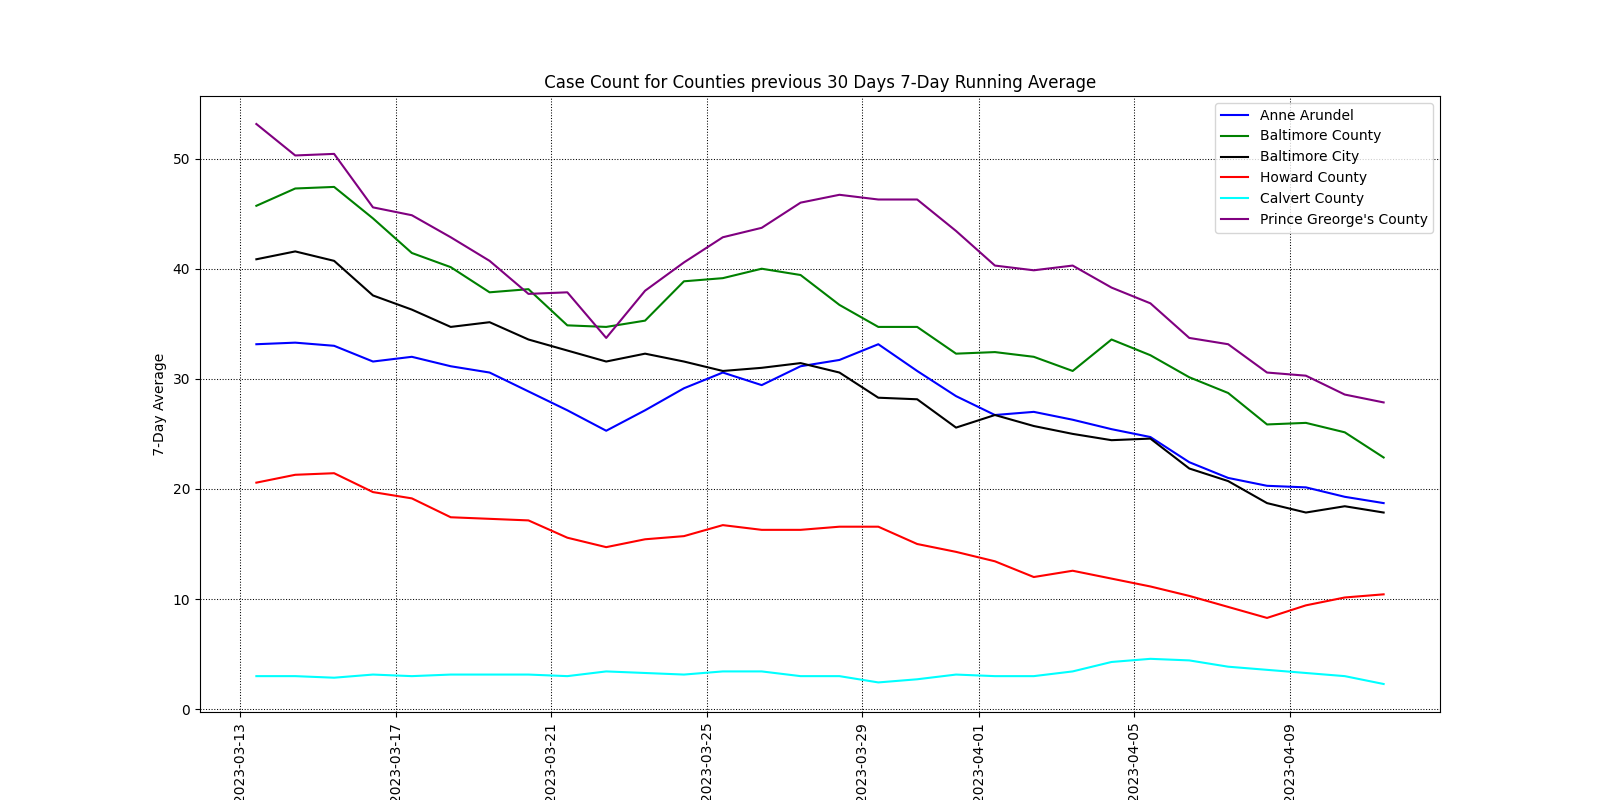 Case Count for Counties previous 30 Days 7-Day Running Average
Anne Arundel
Baltimore County
Baltimore City
Howard County
Calvert County
Prince Greorge's County
7-Day Average
50
40
30
20
10
0
2023-03-13
2023-03-17
2023-03-21
2023-03-25
2023-03-29
2023-04-01
2023-04-05
2023-04-09